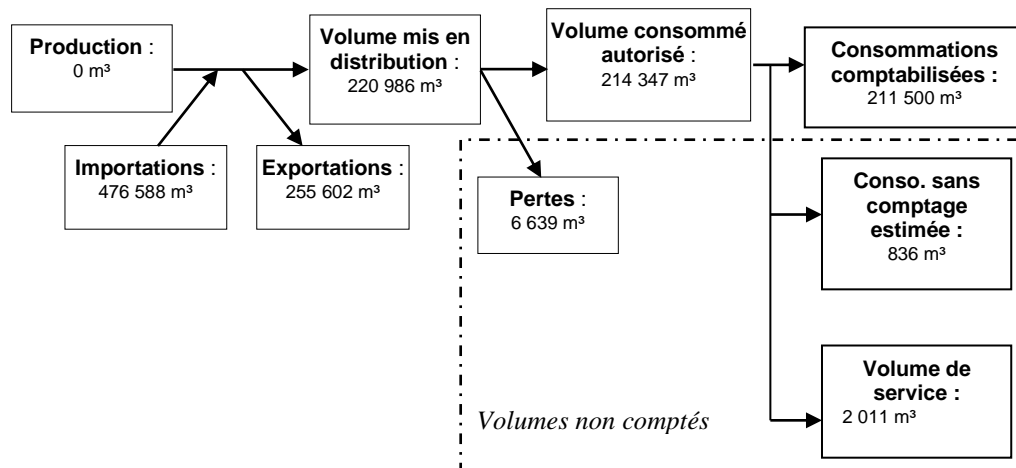 Production :
0 m³
Volume mis en
distribution :
220 986 m³
Volume consommé
autorisé :
214 347 m³
Consommations
comptabilisées :
211 500 m³
Importations :
476 588 m³
Exportations :
255 602 m³
Pertes :
6 639 m³
Conso. sans
comptage
estimée :
836 m³
Volume de
service :
2 011 m³
Volumes non comptés